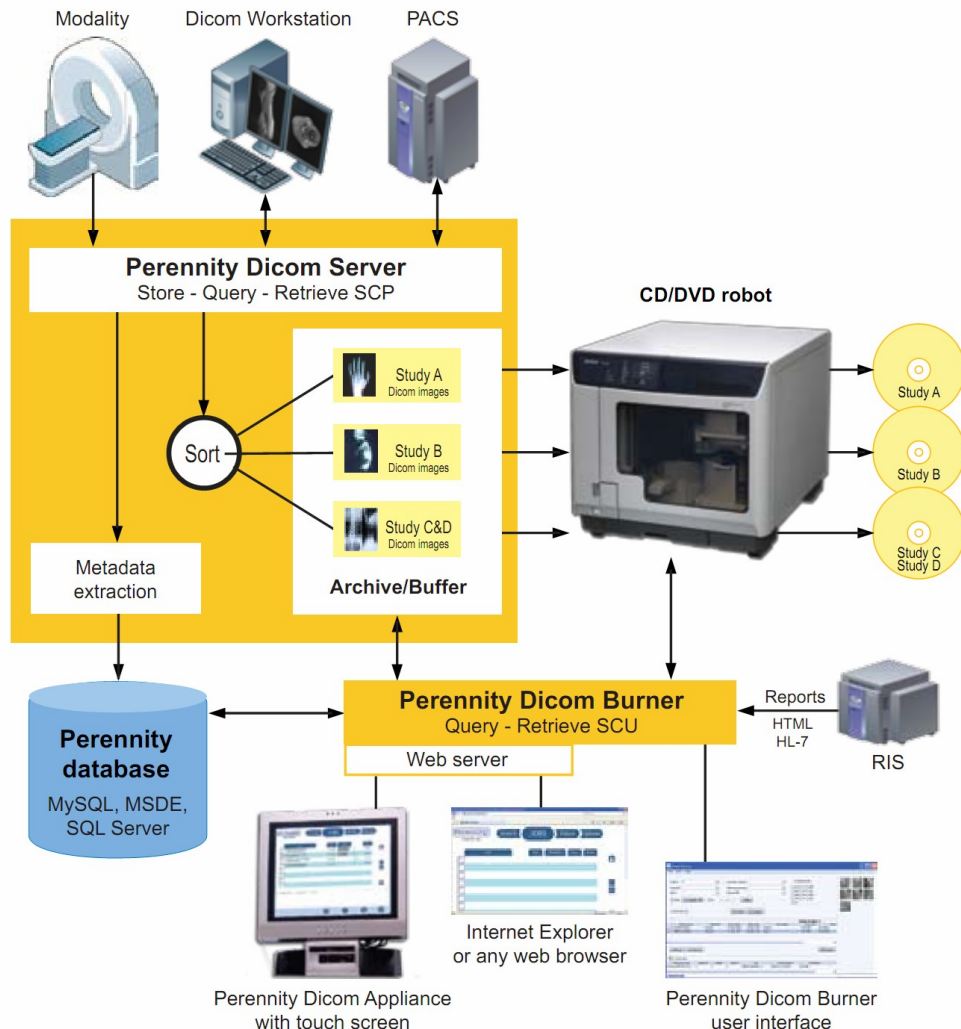 Modality
Dicom Workstation
PACS
Perennity Dicom Server
Store - Query - Retrieve SCP
CD/DVD robot
Study A
Dicom images
Study A
Sort
Study B
Dicom images
Study B
Study C&D
Dicom images
Study C
Study D
Metadata
extraction
Archive/Buffer
Perennity Dicom Burner
Query - Retrieve SCU
Reports
HTML
HL-7
RIS
Web server
Perennity
database
MySQL, MSDE,
SQL Server
Internet Explorer
or any web browser
Perennity Dicom Appliance
with touch screen
Perennity Dicom Burner
user interface